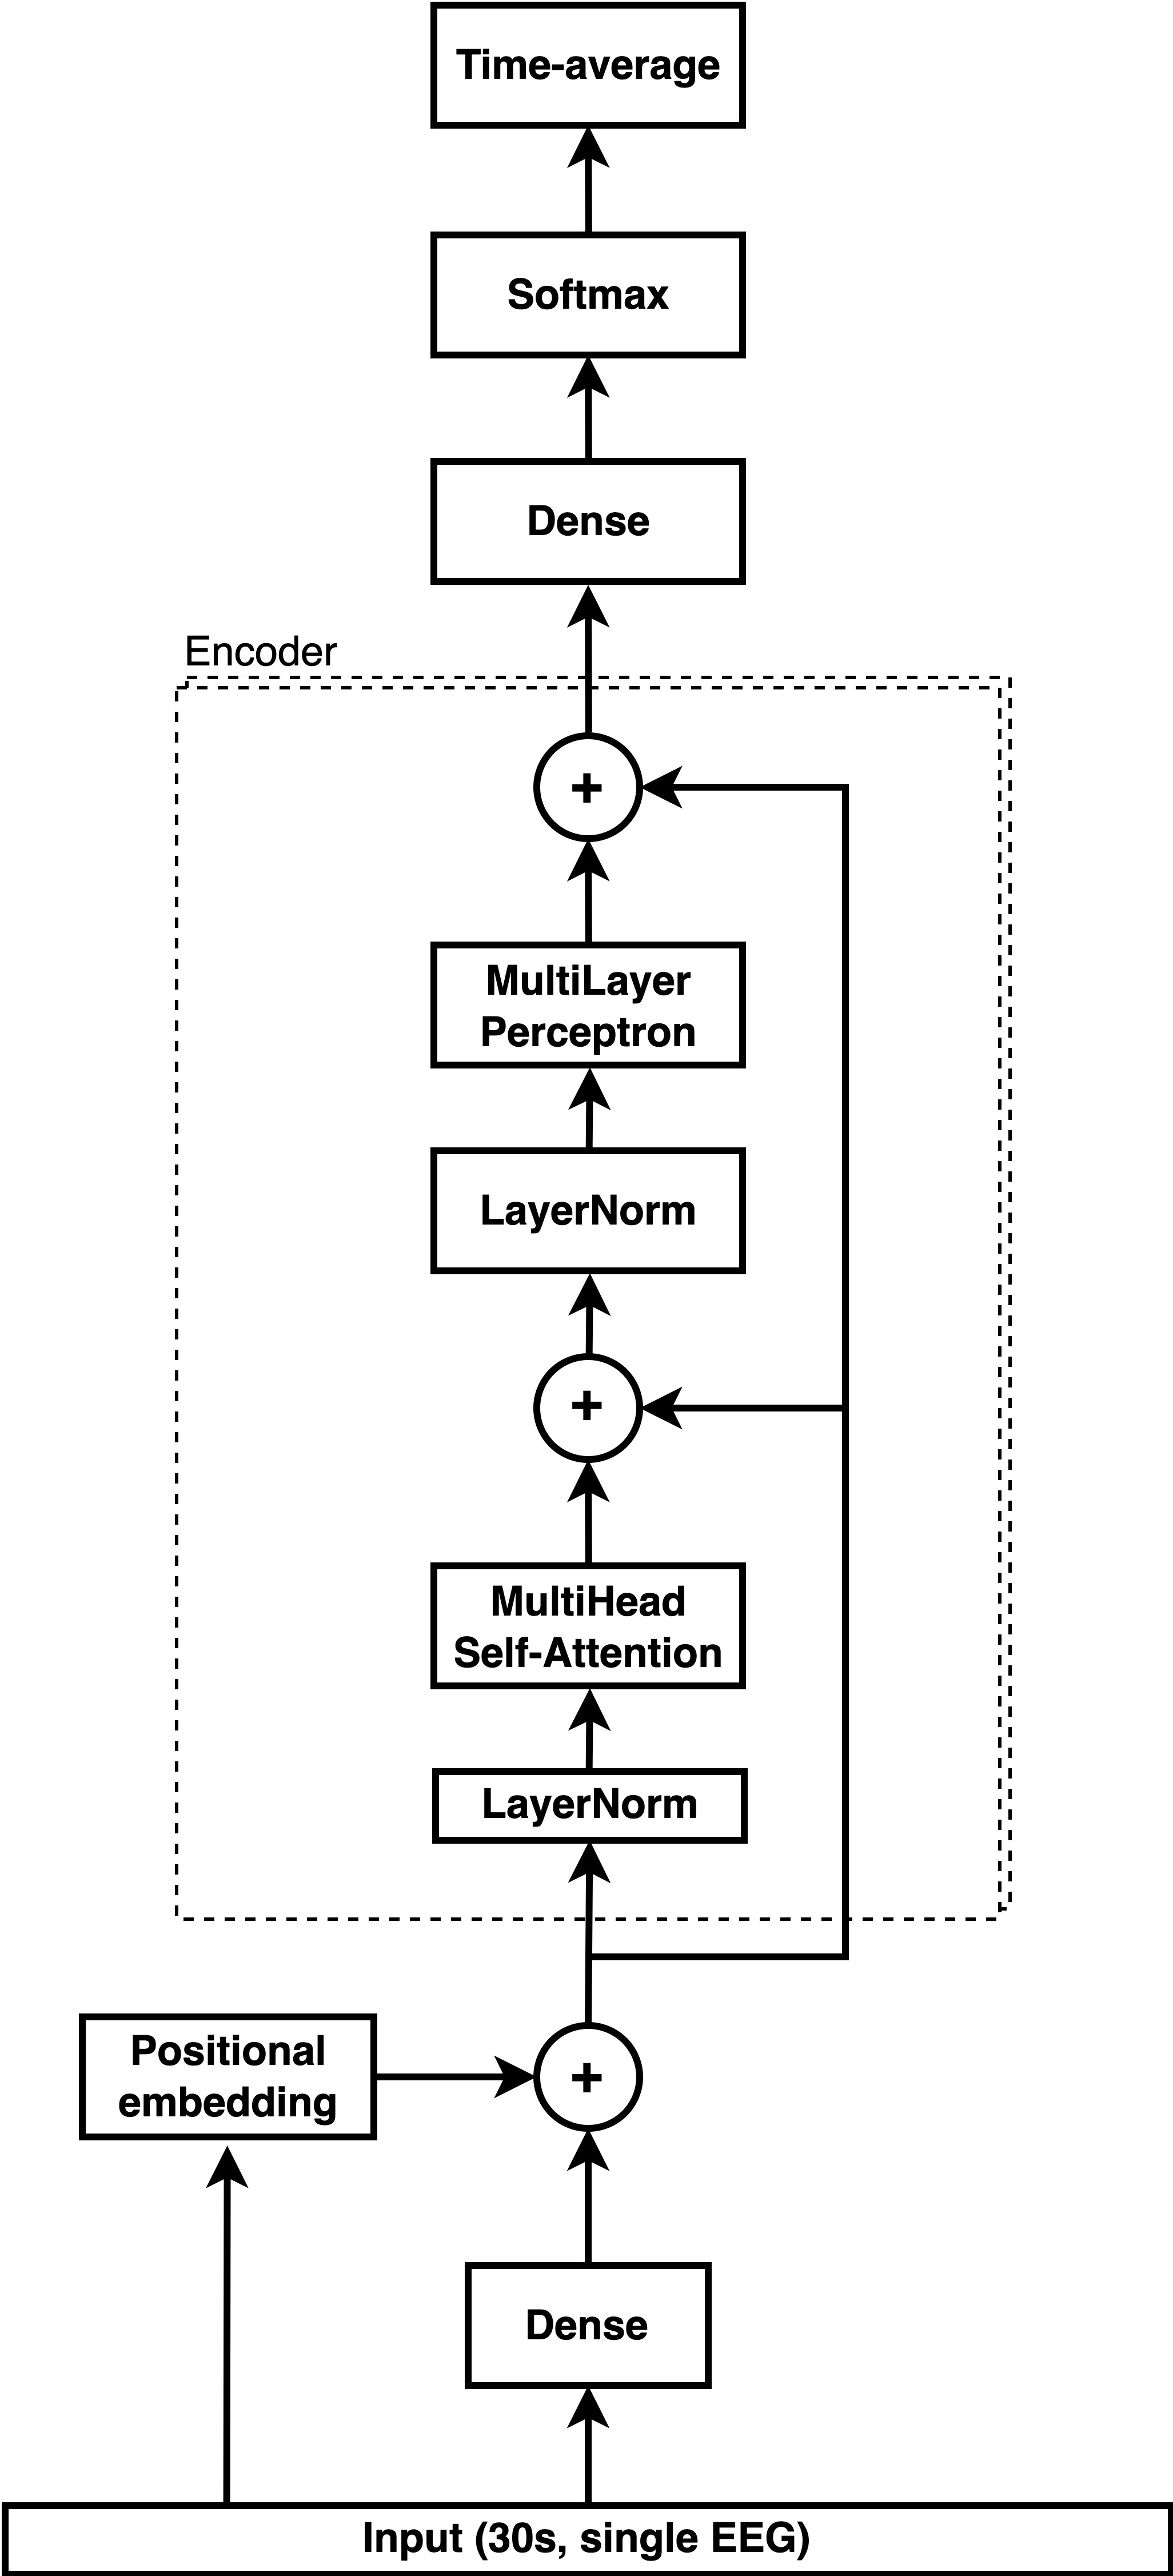 Time-average
Softmax
Dense
Encoder
+
MultiLayer
Perceptron
LayerNorm
+
MultiHead
Self-Attention
LayerNorm
Positional
embedding
+
Dense
Input (30s, single EEG)